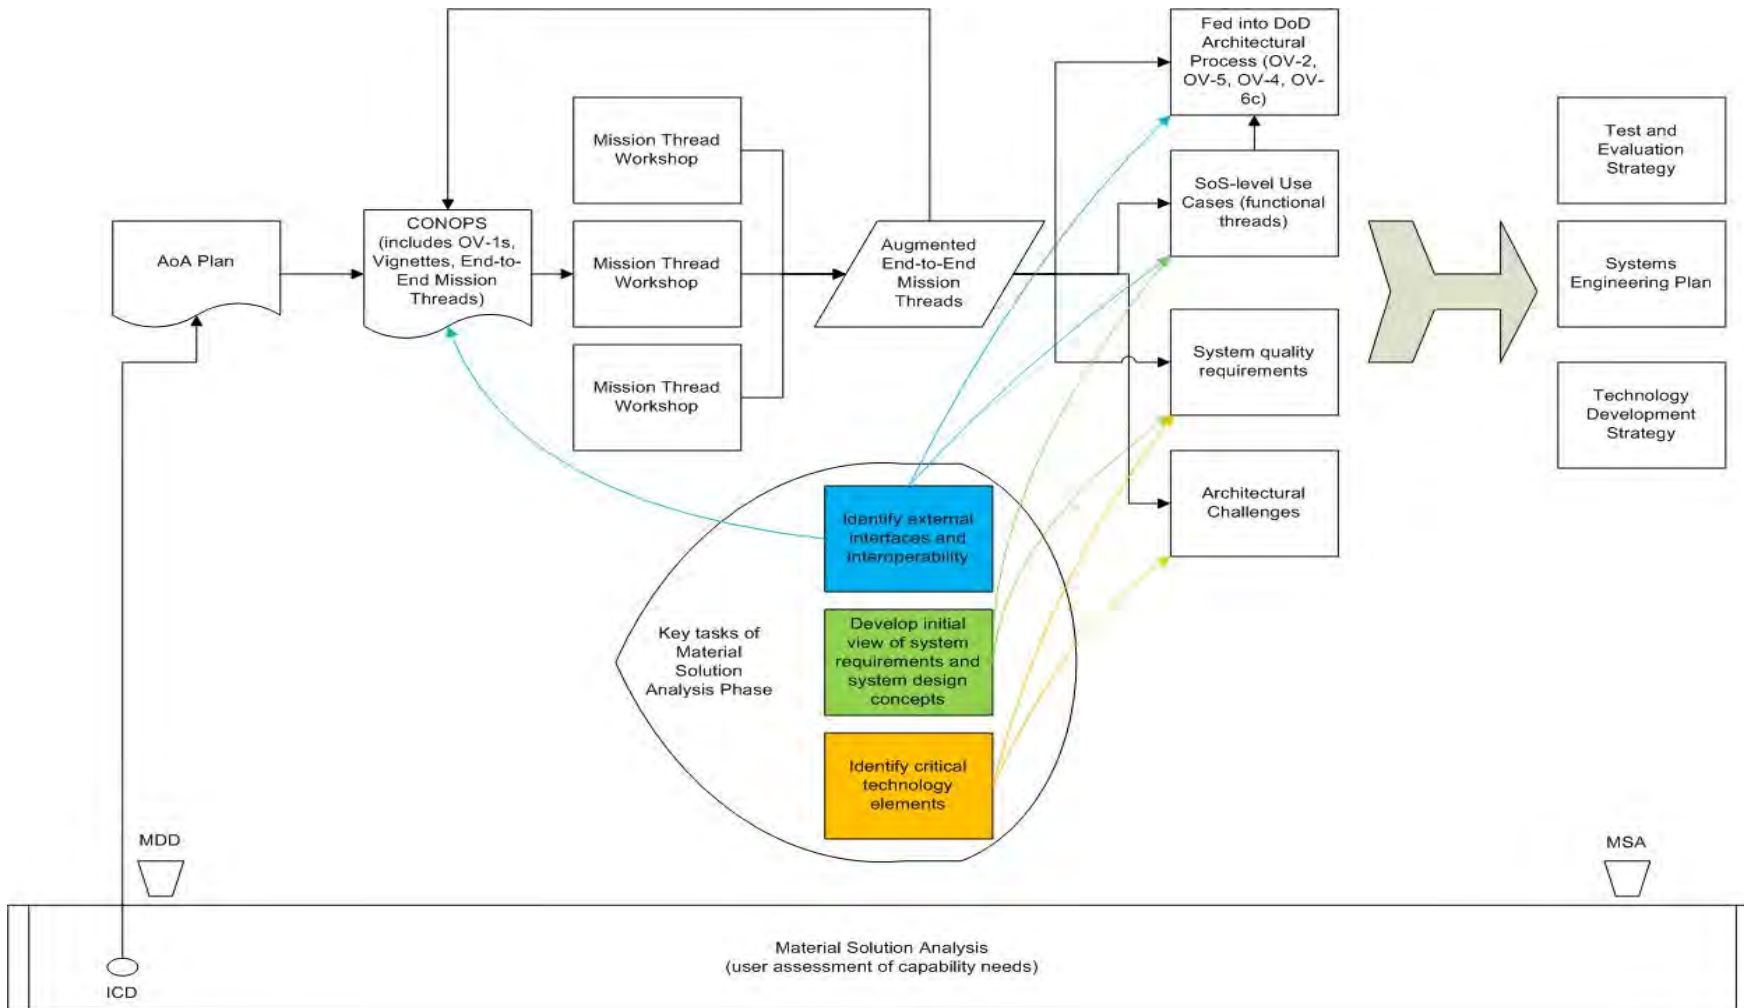 Fed into DoD
Architectural
Process (OV-2,
OV-5, OV-4, OV-
6c)
Mission Thread
Workshop
Test and
Evaluation
Strategy
SoS-level Use
Cases (functional
threads)
AoA Plan
CONOPS
(includes OV-1s,
Vignettes, End-to-
End Mission
Threads)
Mission Thread
Workshop
Augmented
End-to-End
Mission
Threads
Systems
Engineering Plan
System quality
requirements
Mission Thread
Workshop
Technology
Development
Strategy
Architectural
Challenges
Identify external
interfaces and
interoperability
Key tasks of
Material
Solution
Analysis Phase
Develop initial
view of system
requirements and
system design
concepts
Identify critical
technology
elements
MDD
MSA
Material Solution Analysis
(user assessment of capability needs)
ICD